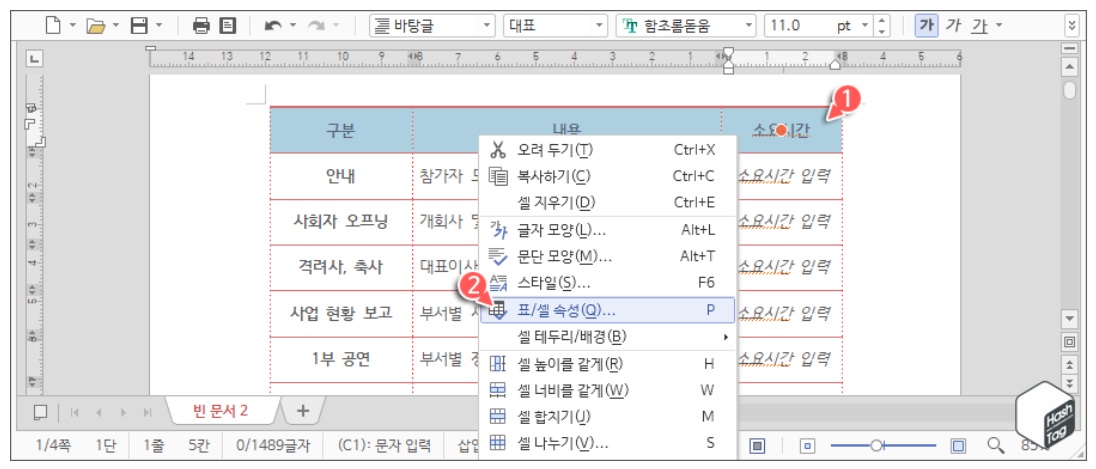 바탕글 대표 함초롬돋움 11.0 pt 가 가 가
14 13 12 11 10 9 8 7 6 5 4 3 2 1 1 2 3 4 5 6
구분 내용 소요시간
1
안내 참가자
소요시간 입력
사회자 오프닝 개회사 및
소요시간 입력
격려사, 축사 대표이사
소요시간 입력
사업 현황 보고 부서별
소요시간 입력
1부 공연 부서별
소요시간 입력
오려 두기(T) Ctrl+X
복사하기(C) Ctrl+C
셀 지우기(D) Ctrl+E
글자 모양(L)... Alt+L
문단 모양(M)... Alt+T
스타일(S)... F6
2
표/셀 속성(Q)... P
셀 테두리/배경(B)
셀 높이를 같게(R) H
셀 너비를 같게(W) W
셀 합치기(J) M
셀 나누기(V)... S
빈 문서 2
1/4쪽 1단 1줄 5칸 0/1489글자 (C1): 문자 입력 삽입
Hash
Tag